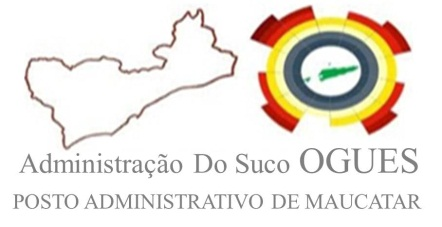 Administração Do Suco OGUES
POSTO ADMINISTRATIVO DE MAUCATAR